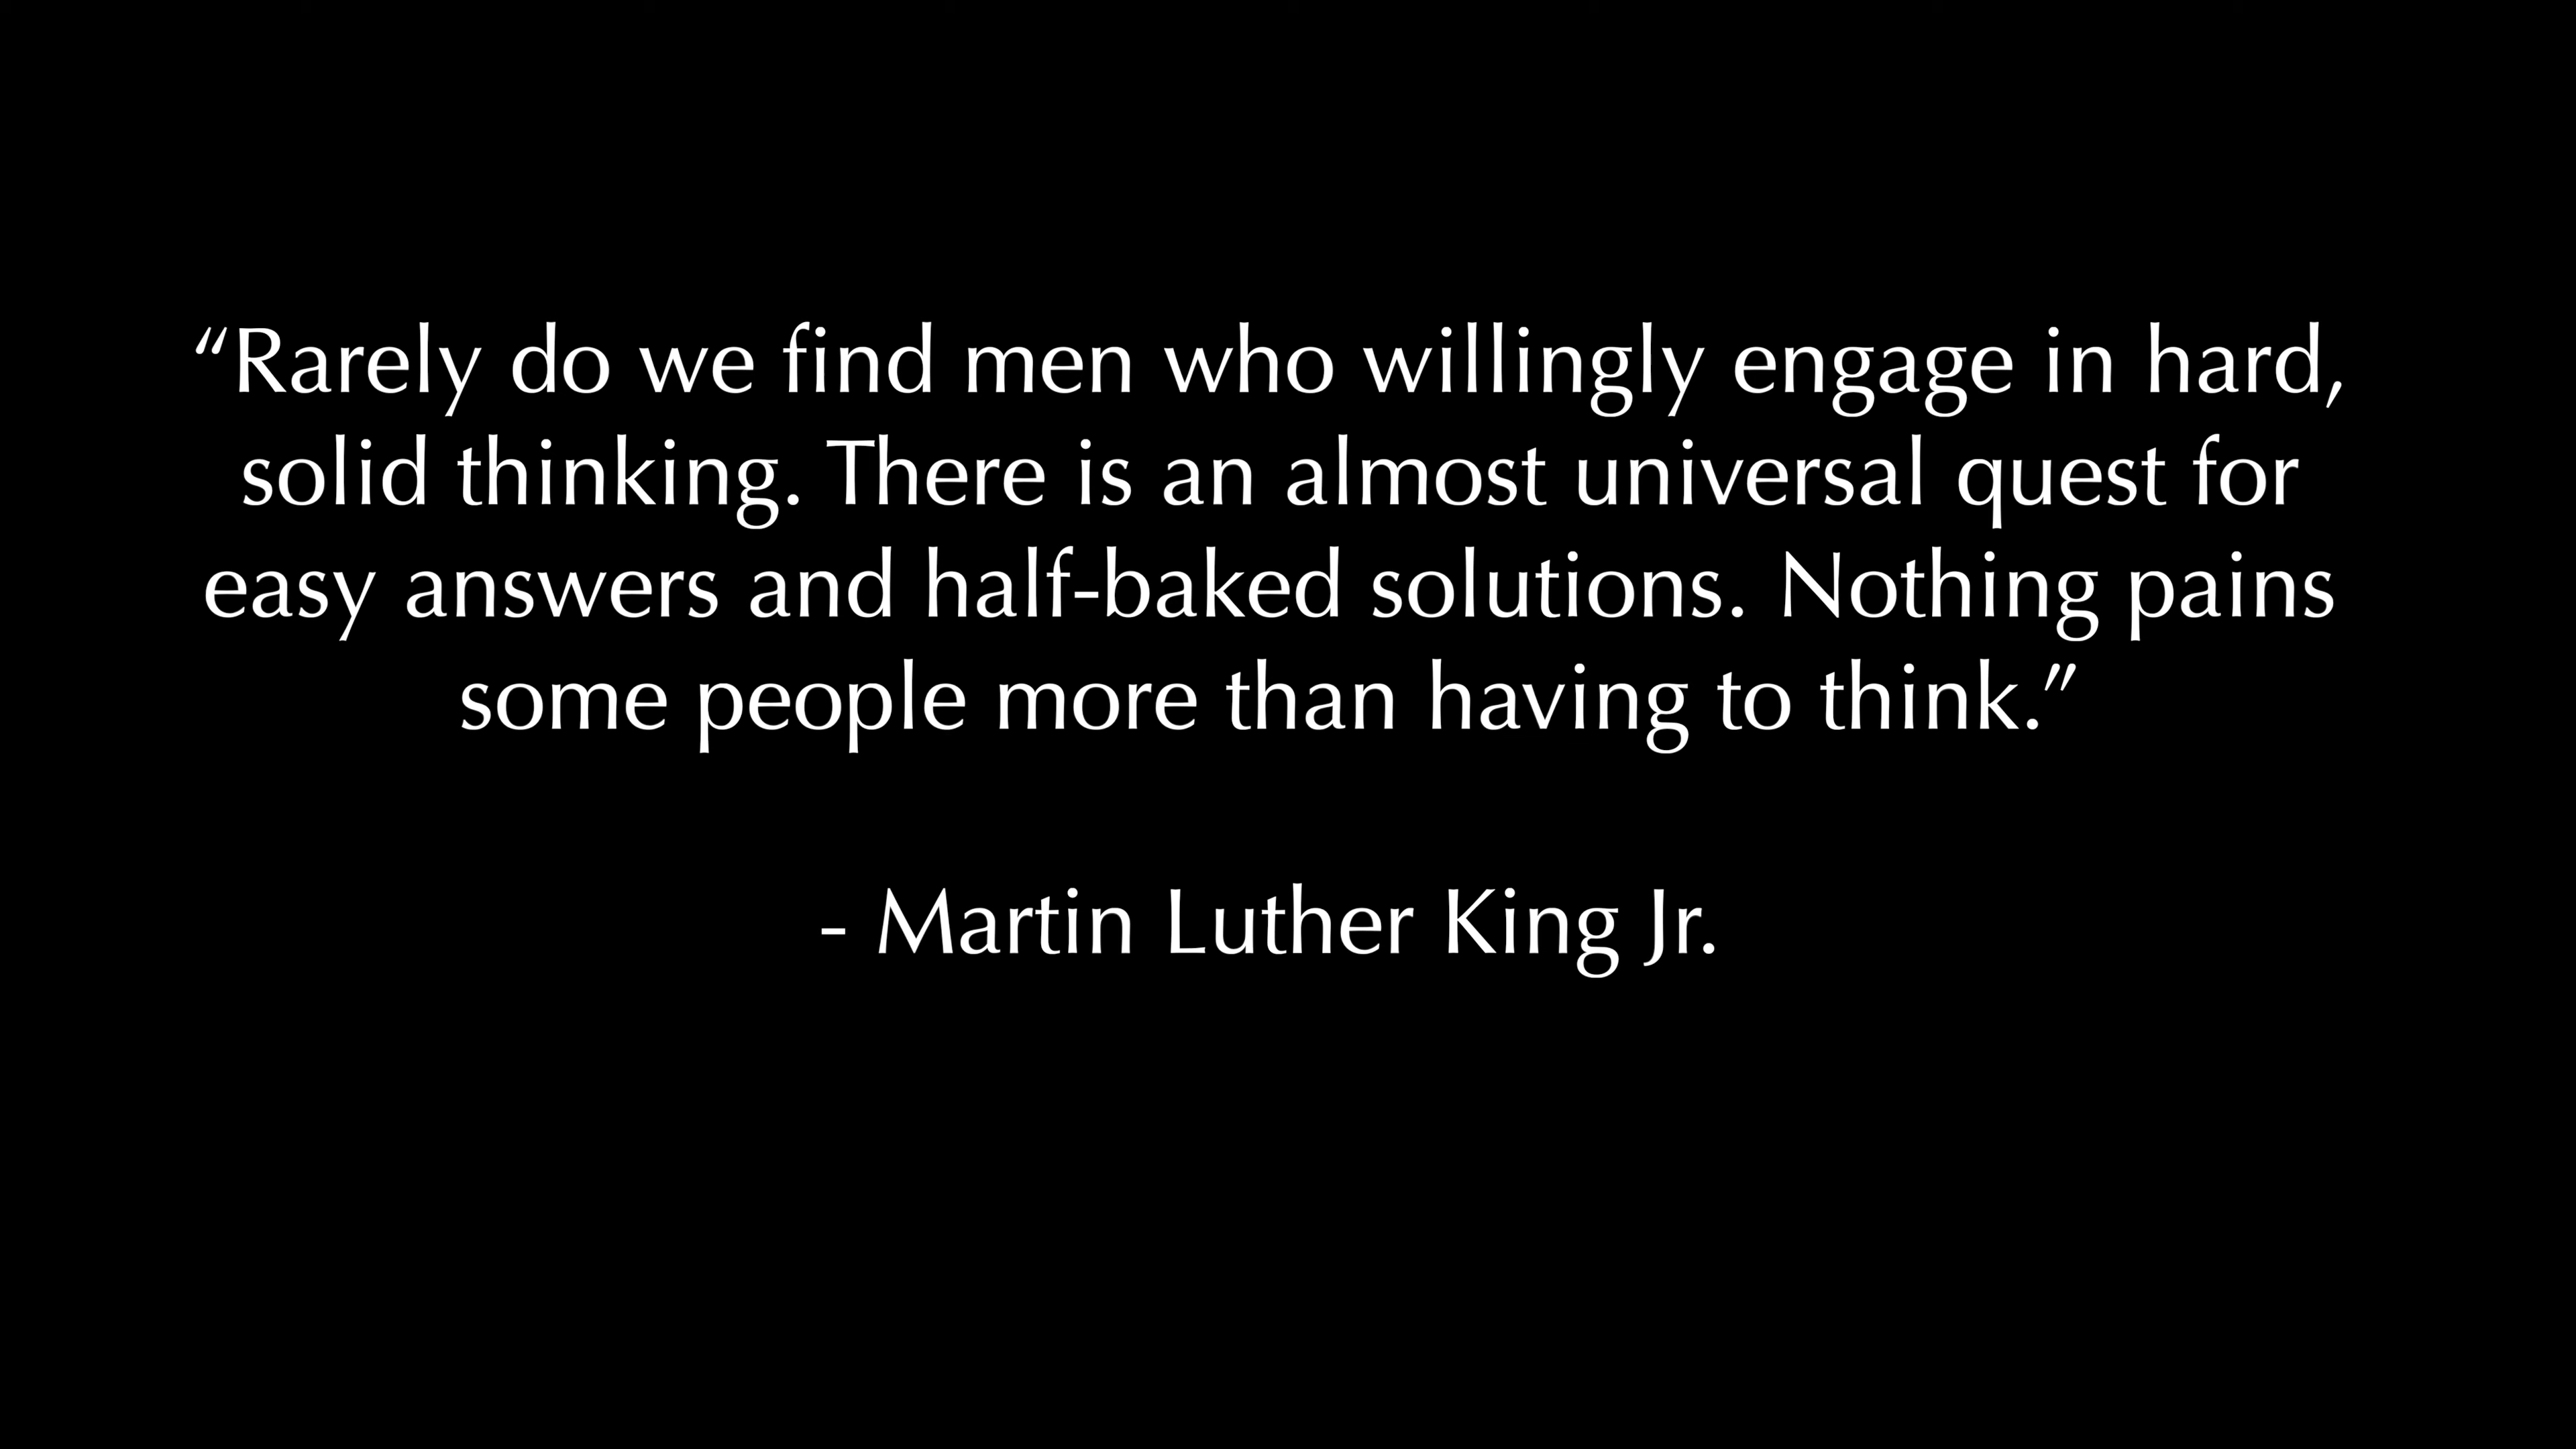 “Rarely do we find men who willingly engage in hard,
solid thinking. There is an almost universal quest for
easy answers and half-baked solutions. Nothing pains
some people more than having to think.”
- Martin Luther King Jr.